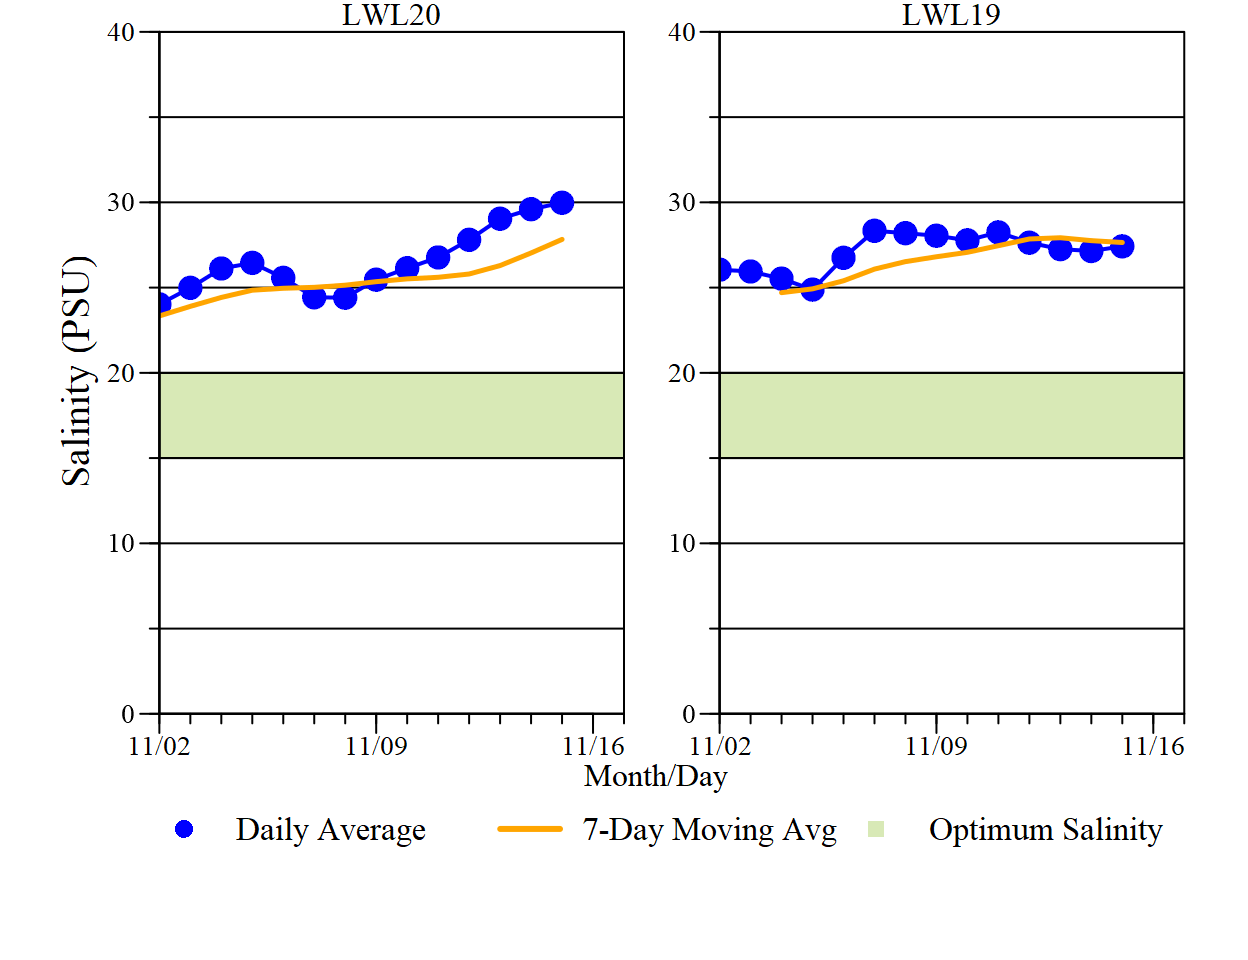 LWL20 LWL19
40 40
30 30
20 20
10 10
0 0
Salinity (PSU)
11/02 11/09 11/16 11/02 11/09 11/16
Month/Day
Daily Average 7-Day Moving Avg Optimum Salinity